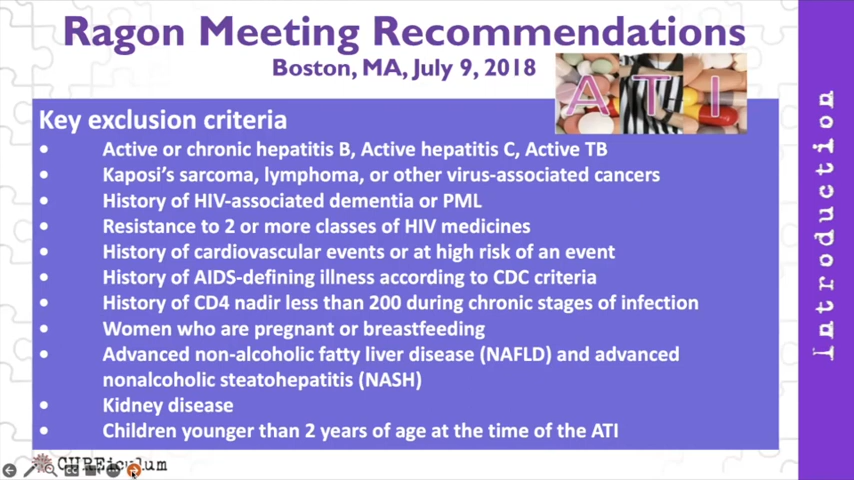 Ragon Meeting Recommendations
Boston, MA, July 9, 2018
ATI
Key exclusion criteria
• Active or chronic hepatitis B, Active hepatitis C, Active TB
• Kaposi's sarcoma, lymphoma, or other virus-associated cancers
• History of HIV-associated dementia or PML
• Resistance to 2 or more classes of HIV medicines
• History of cardiovascular events or at high risk of an event
• History of AIDS-defining illness according to CDC criteria
• History of CD4 nadir less than 200 during chronic stages of infection
• Women who are pregnant or breastfeeding
• Advanced non-alcoholic fatty liver disease (NAFLD) and advanced
nonalcoholic steatohepatitis (NASH)
• Kidney disease
• Children younger than 2 years of age at the time of the ATI
CUREiculum
Introduction